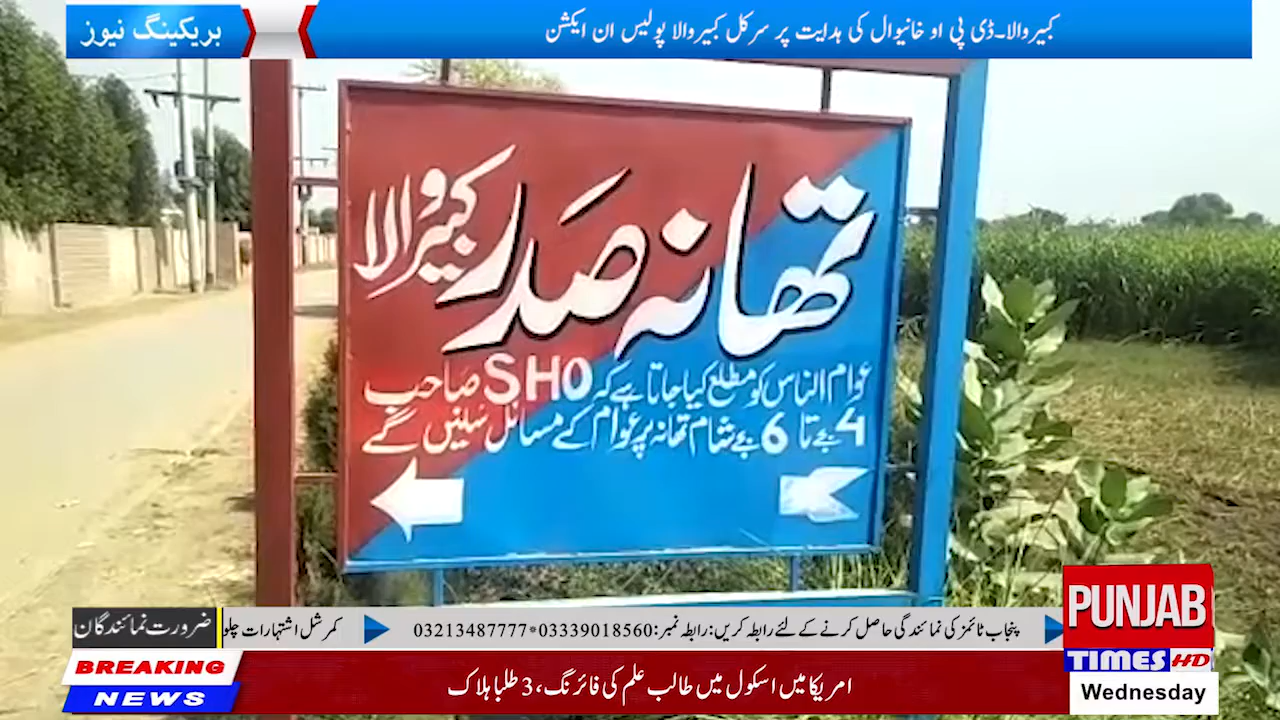 بریکینگ نیوز
کبیروالا۔ڈی پی او خانیوال کی ہدایت پر سرکل کبیروالا پولیس ان ایکشن
تھانہ صدر کبیروالا
عوام الناس کو مطلع کیا جاتا ہے کہ SHO صاحب
4 بجے تا 6 بجے شام تھانہ پر عوام کے مسائل سُنیں گے
ضرورت نمائندگان
پنجاب ٹائمز کی نمائندگی حاصل کرنے کے لئے رابطہ کریں: رابطہ نمبر: 03339018560*03213487777
کمرشل اشتہارات چلو
PUNJAB
TIMES HD
BREAKING
NEWS
امریکا میں اسکول میں طالب علم کی فائرنگ، 3 طلبا ہلاک
Wednesday